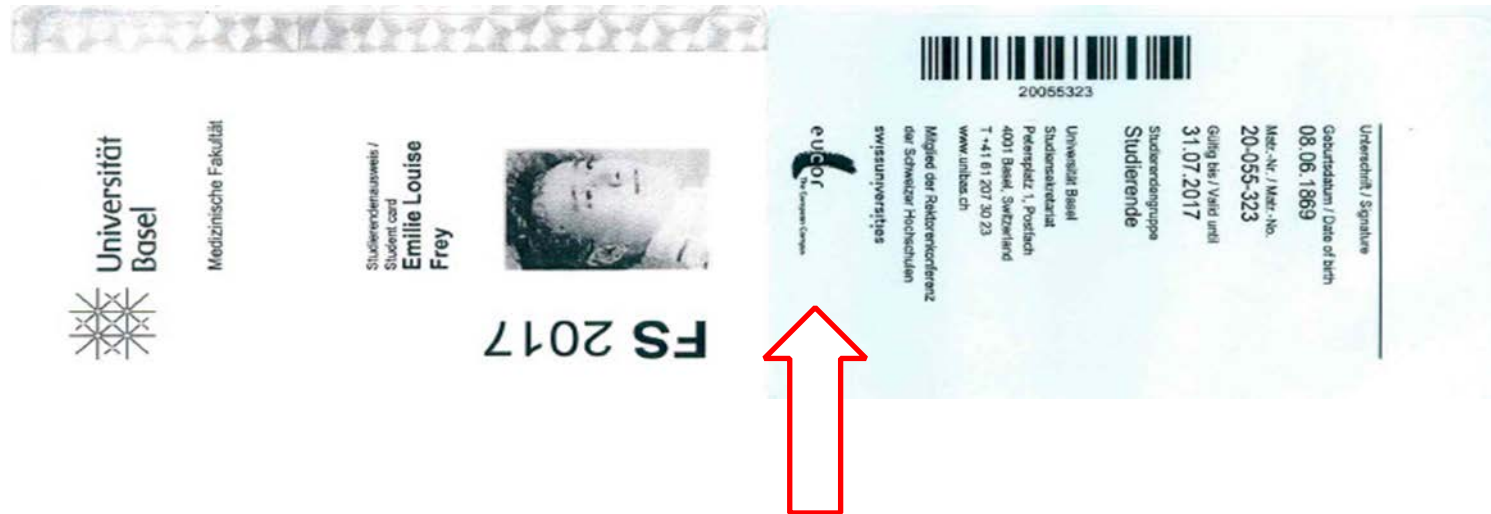 Universität
Basel
Medizinische Fakultät
Studierendenausweis /
Student card
Emilie Louise
Frey
FS 2017
20055323
Unterschrift / Signature
Geburtsdatum / Date of birth
08.06.1869
Matr.-Nr. / Matr.-No.
20-055-323
Gültig bis / Valid until
31.07.2017
Studierendengruppe
Studierende
Universität Basel
Studiensekretariat
Petersplatz 1, Postfach
4001 Basel, Switzerland
T +41 61 207 30 23
www.unibas.ch
Mitglied der Rektorenkonferenz
der Schweizer Hochschulen
swissuniversities
eucor
The European Campus